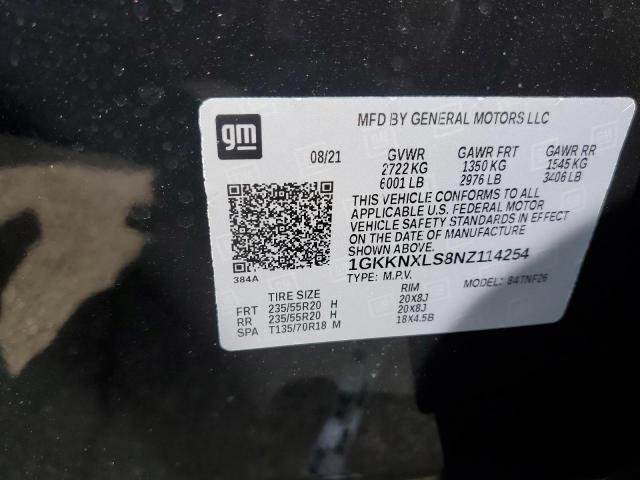 gm
MFD BY GENERAL MOTORS LLC
08/21 GVWR GAWR FRT GAWR RR
2722 KG 1350 KG 1545 KG
6001 LB 2976 LB 3406 LB
THIS VEHICLE CONFORMS TO ALL
APPLICABLE U.S. FEDERAL MOTOR
VEHICLE SAFETY STANDARDS IN EFFECT
ON THE DATE OF MANUFACTURE
SHOWN ABOVE.
1GKKNXLS8NZ114254
384A
TYPE: M.P.V. MODEL: 84TNF26
TIRE SIZE RIM
FRT 235/55R20 H 20X8J
RR 235/55R20 H 20X8J
SPA T135/70R18 M 18X4.5B